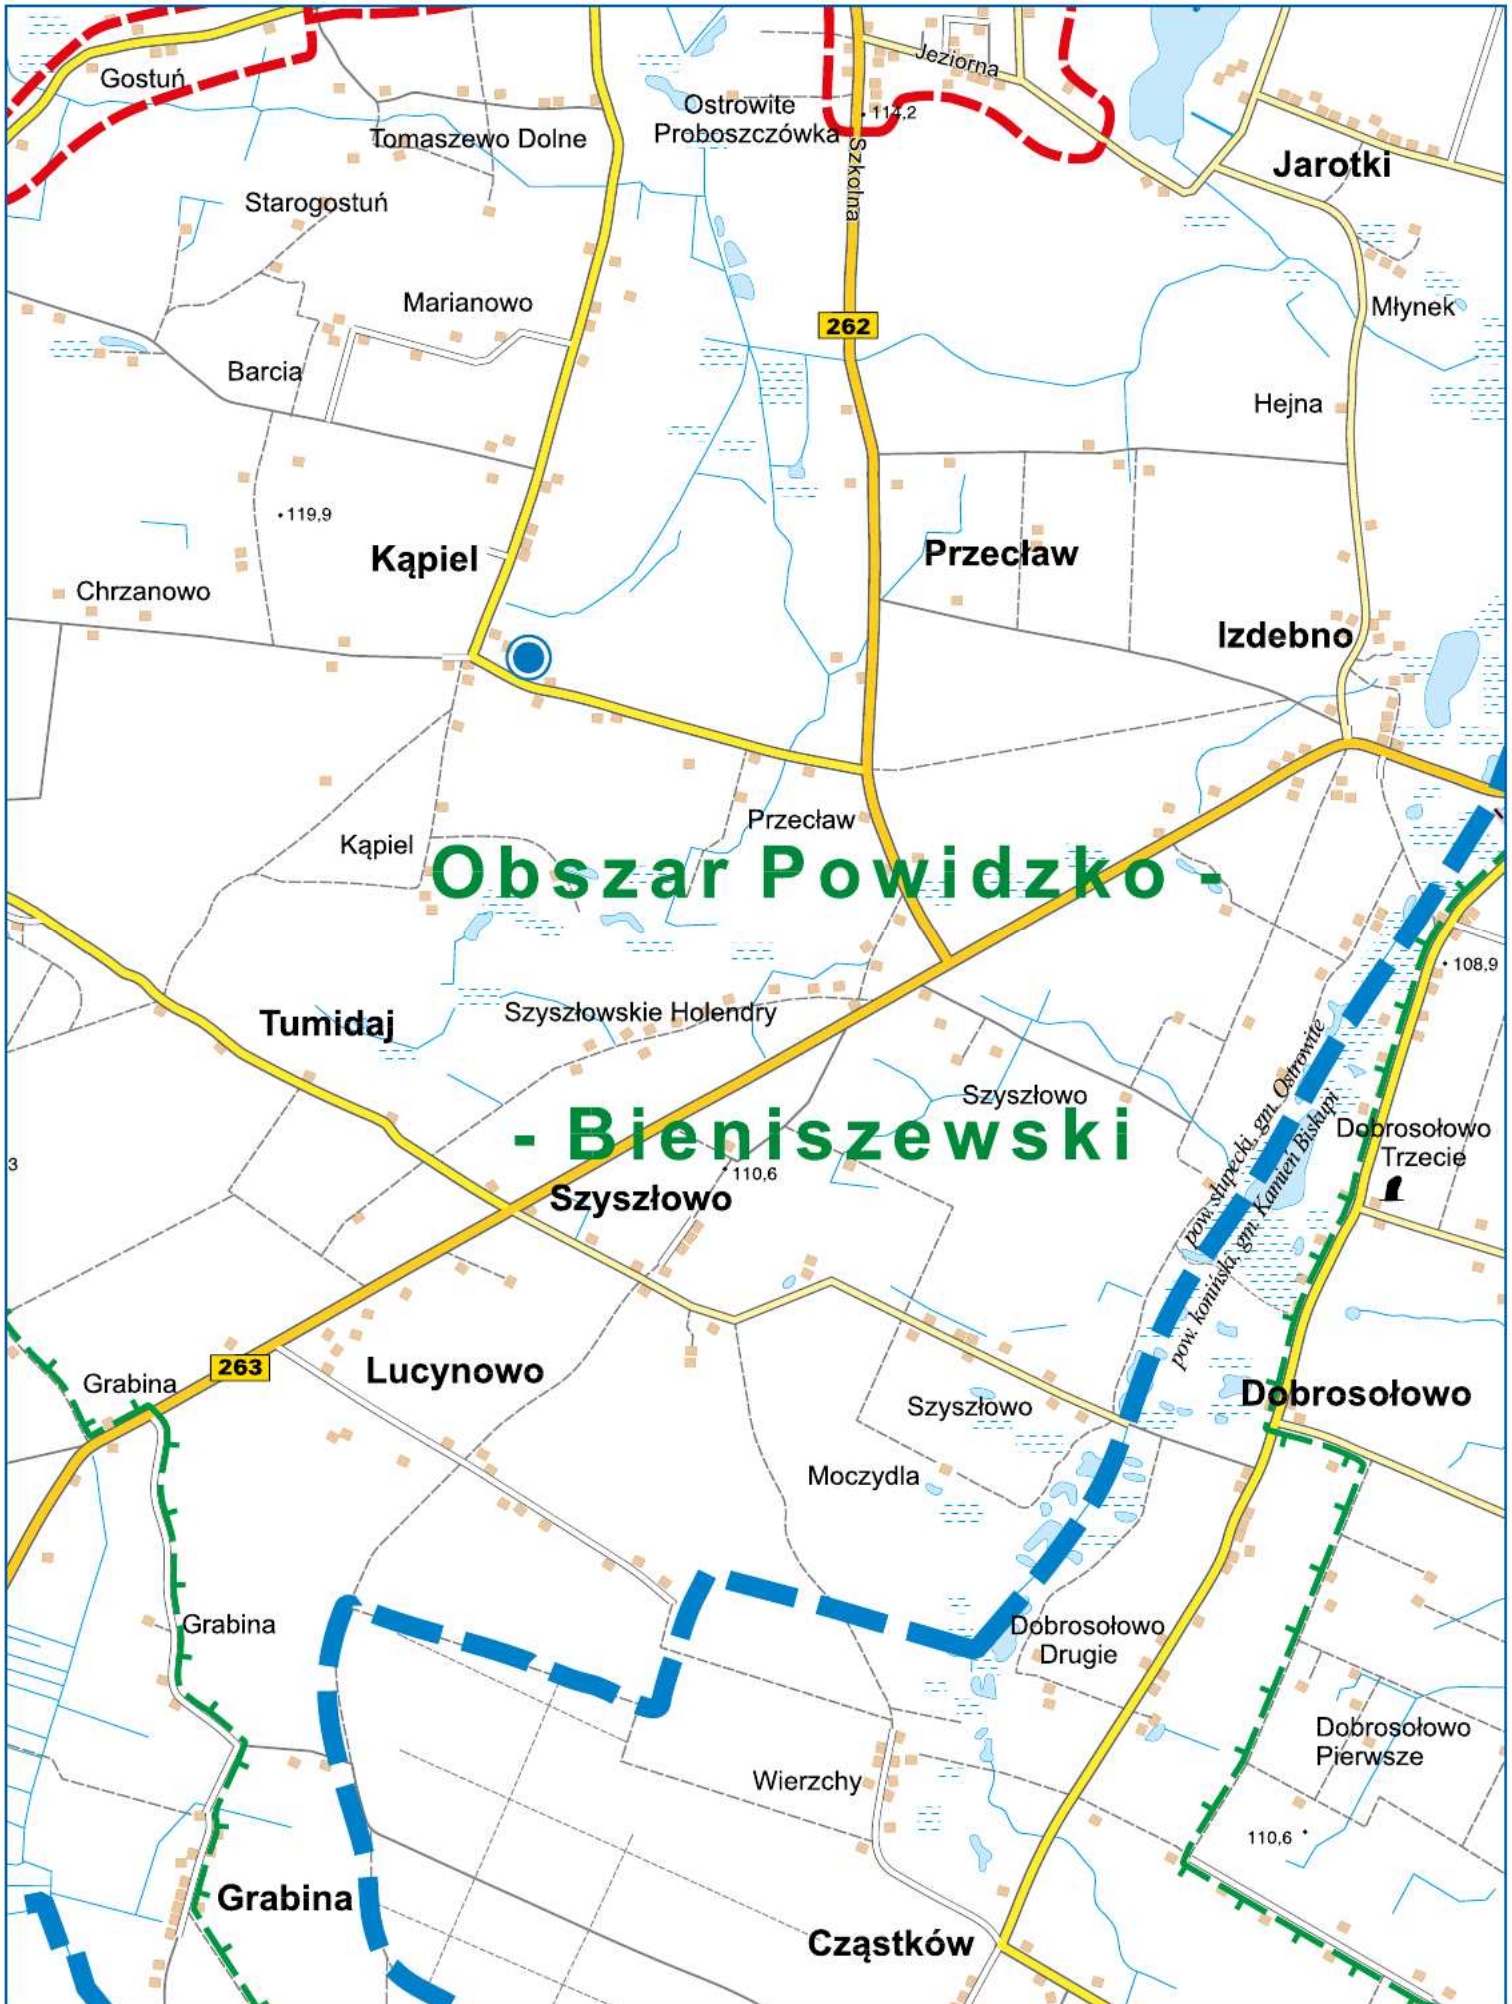 Gostuń
Jeziorna
Ostrowite
Proboszczówka
114,2
Tomaszewo Dolne
Szkolna
Jarotki
Starogostuń
Marianowo
262
Młynek
Barcia
Hejna
119,9
Kąpiel
Przecław
Chrzanowo
Izdebno
Przecław
Kąpiel
Obszar Powidzko -
108,9
Szyszłowskie Holendry
Tumidaj
Szyszłowo
pow. słupecki, gm. Ostrowite
pow. koniński, gm. Kamień Biskupi
- Bieniszewski
Dobrosołowo
Trzecie
3
110,6
Szyszłowo
263
Lucynowo
Grabina
Dobrosołowo
Szyszłowo
Moczydla
Grabina
Dobrosołowo
Drugie
Dobrosołowo
Pierwsze
Wierzchy
110,6
Grabina
Cząstków